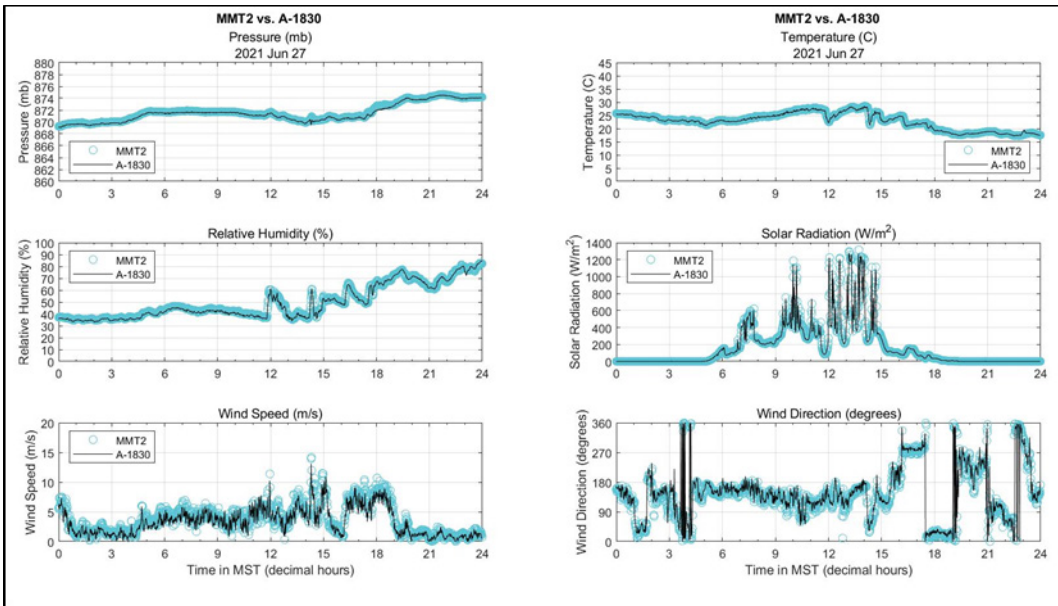 MMT2 vs. A-1830
Pressure (mb)
2021 Jun 27
Pressure (mb)
880
878
876
874
872
870
868
866
864
862
860
MMT2
A-1830
0 3 6 9 12 15 18 21 24
Relative Humidity (%)
Relative Humidity (%)
100
90
80
70
60
50
40
30
20
10
0
MMT2
A-1830
0 3 6 9 12 15 18 21 24
Wind Speed (m/s)
Wind Speed (m/s)
20
15
10
5
0
MMT2
A-1830
0 3 6 9 12 15 18 21 24
Time in MST (decimal hours)
MMT2 vs. A-1830
Temperature (C)
2021 Jun 27
Temperature (C)
45
40
35
30
25
20
15
10
5
0
MMT2
A-1830
0 3 6 9 12 15 18 21 24
Solar Radiation (W/m²)
Solar Radiation (W/m²)
1400
1200
1000
800
600
400
200
0
MMT2
A-1830
0 3 6 9 12 15 18 21 24
Wind Direction (degrees)
Wind Direction (degrees)
360
270
180
90
0
0 3 6 9 12 15 18 21 24
Time in MST (decimal hours)